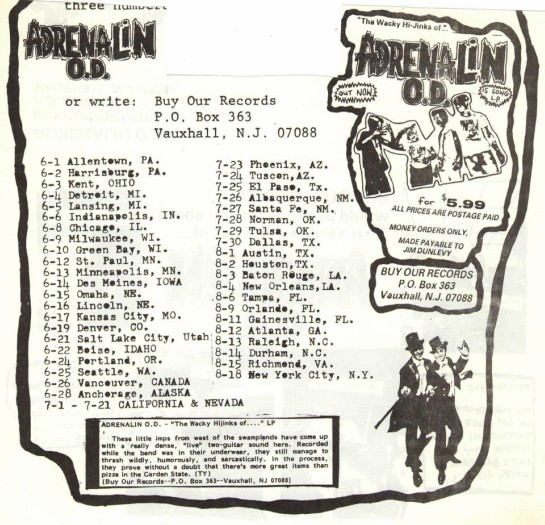 three numbers
ADRENALIN
O.D.
or write: Buy Our Records
P.O. Box 363
Vauxhall, N.J. 07088
6-1 Allentown, PA.
6-2 Harrisburg, PA.
6-3 Kent, OHIO
6-4 Detroit, MI.
6-5 Lansing, MI.
6-6 Indianapolis, IN.
6-8 Chicago, IL.
6-9 Milwaukee, WI.
6-10 Green Bay, WI.
6-12 St. Paul, MN.
6-13 Minneapolis, MN.
6-14 Des Moines, IOWA
6-15 Omaha, NE.
6-16 Lincoln, NE.
6-17 Kansas City, MO.
6-19 Denver, CO.
6-21 Salt Lake City, Utah
6-22 Boise, IDAHO
6-24 Portland, OR.
6-25 Seattle, WA.
6-26 Vancouver, CANADA
6-28 Anchorage, ALASKA
7-1 - 7-21 CALIFORNIA & NEVADA
7-23 Phoenix, AZ.
7-24 Tuscon,AZ.
7-25 El Paso, Tx.
7-26 Albaquerque, NM.
7-27 Santa Fe, NM.
7-28 Norman, OK.
7-29 Tulsa, OK.
7-30 Dallas, TX.
8-1 Austin, TX.
8-2 Houston,TX.
8-3 Baton Rouge, LA.
8-4 New Orleans,LA.
8-6 Tampa, FL.
8-9 Orlando, FL.
8-11 Gainesville, FL.
8-12 Atlanta, GA.
8-13 Raleigh, N.C.
8-14 Durham, N.C.
8-15 Richmond, VA.
8-18 New York City, N.Y.
"The Wacky Hi-Jinks of..."
ADRENALIN
O.D.
OUT NOW!
15 SONG
L.P.
For $5.99
ALL PRICES ARE POSTAGE PAID
MONEY ORDERS ONLY,
MADE PAYABLE TO
JIM DUNLEVY
BUY OUR RECORDS
P.O. Box 363
Vauxhall, N.J. 07088
ADRENALIN O.D. - "The Wacky Hijinks of...." LP
These little imps from west of the swamplends have come up
with a really dense, "live" two-guitar sound here. Recorded
while the band was in their underwear, they still manage to
thrash wildly, humorously, and sarcastically. In the process,
they prove without a doubt that there's more great items than
pizza in the Garden State. (TY)
(Buy Our Records--P.O. Box 363--Vauxhall, NJ 07088)